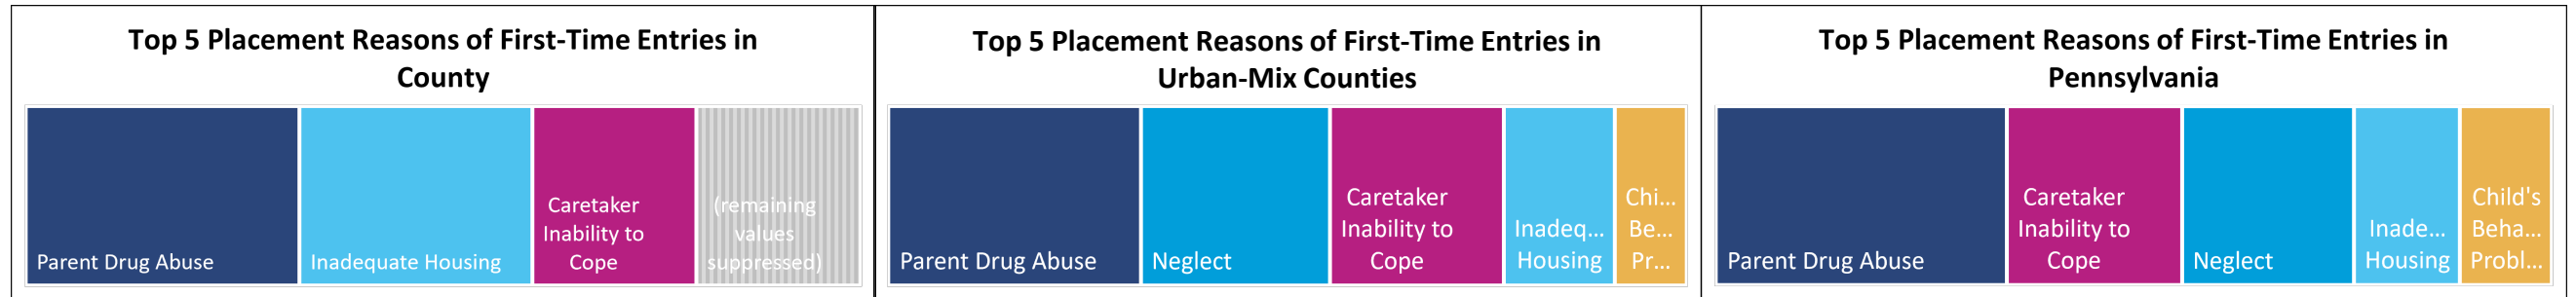 Top 5 Placement Reasons of First-Time Entries in
County
Parent Drug Abuse
Inadequate Housing
Caretaker
Inability to
Cope
(remaining
values
suppressed)
Top 5 Placement Reasons of First-Time Entries in
Urban-Mix Counties
Parent Drug Abuse
Neglect
Caretaker
Inability to
Cope
Inadeq...
Housing
Chi...
Be...
Pr...
Top 5 Placement Reasons of First-Time Entries in
Pennsylvania
Parent Drug Abuse
Caretaker
Inability to
Cope
Neglect
Inade...
Housing
Child's
Beha...
Probl...